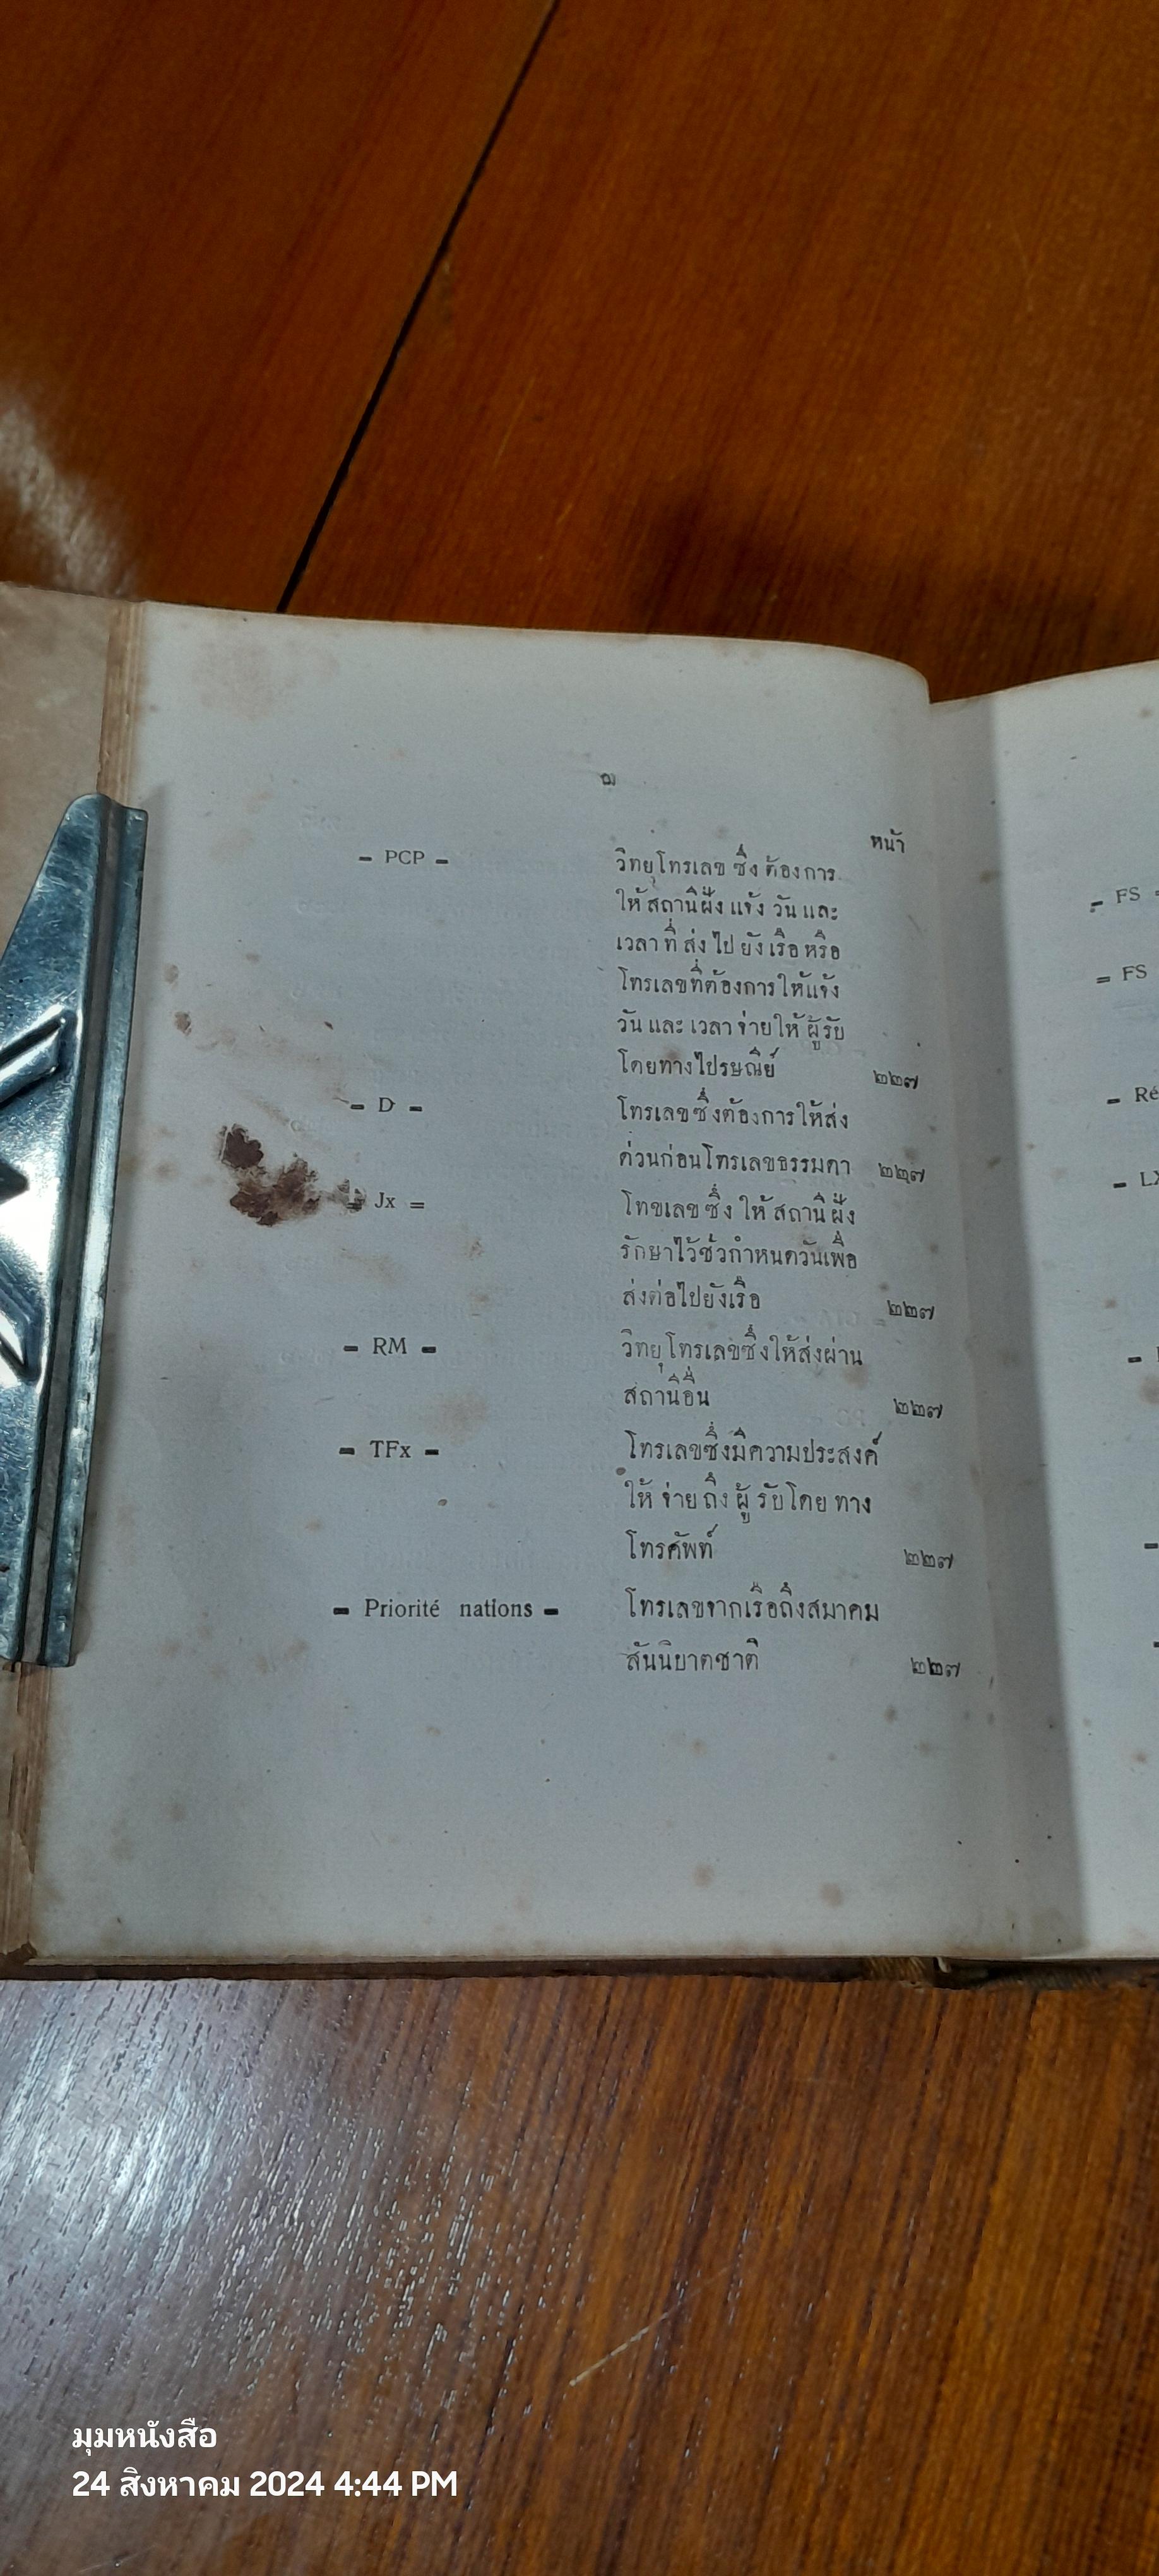 หน้า
= PCP = วิทยุโทรเลข ซึ่ง ต้องการ
ให้ สถานีฝั่ง แจ้ง วัน และ
เวลา ที่ ส่ง ไป ยัง เรือ หรือ
โทรเลขที่ต้องการให้แจ้ง
วัน และ เวลา จ่ายให้ ผู้รับ
โดยทางไปรษณีย์ ๒๒๗
= D = โทรเลขซึ่งต้องการให้ส่ง
ด่วนก่อนโทรเลขธรรมดา ๒๒๗
= Jx = โทขเลข ซึ่ง ให้ สถานี ฝั่ง
รักษาไว้ชั่วกำหนดวันเพื่อ
ส่งต่อไปยังเรือ ๒๒๗
= RM = วิทยุโทรเลขซึ่งให้ส่งผ่าน
สถานีอื่น ๒๒๗
= TFx = โทรเลขซึ่งมีความประสงค์
ให้ จ่าย ถึง ผู้ รับโดย ทาง
โทรศัพท์ ๒๒๗
= Priorité nations = โทรเลขจากเรือถึงสมาคม
สันนิบาตชาติ ๒๒๗
= FS =
= FS
= Ré
= LX
มุมหนังสือ
24 สิงหาคม 2024 4:44 PM